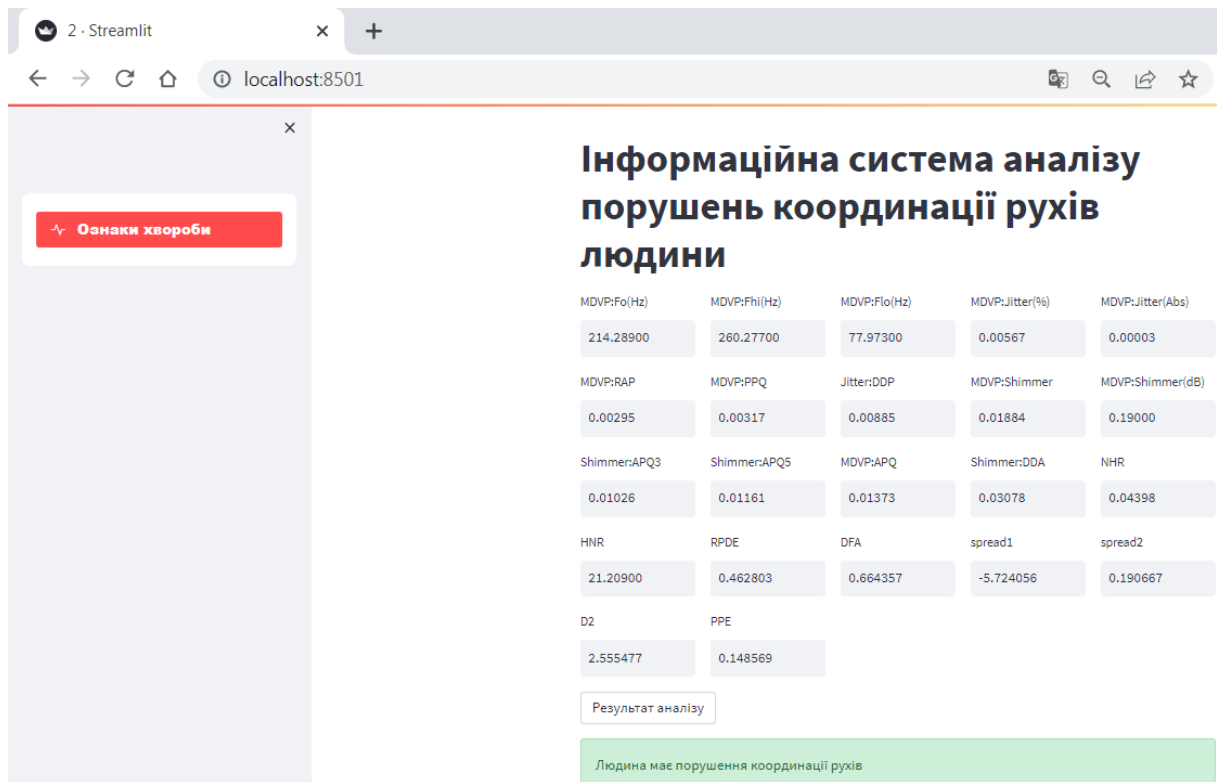 2 · Streamlit
localhost:8501
Ознаки хвороби
Інформаційна система аналізу
порушень координації рухів
людини
MDVP:Fo(Hz) MDVP:Fhi(Hz) MDVP:Flo(Hz) MDVP:Jitter(%) MDVP:Jitter(Abs)
214.28900 260.27700 77.97300 0.00567 0.00003
MDVP:RAP MDVP:PPQ Jitter:DDP MDVP:Shimmer MDVP:Shimmer(dB)
0.00295 0.00317 0.00885 0.01884 0.19000
Shimmer:APQ3 Shimmer:APQ5 MDVP:APQ Shimmer:DDA NHR
0.01026 0.01161 0.01373 0.03078 0.04398
HNR RPDE DFA spread1 spread2
21.20900 0.462803 0.664357 -5.724056 0.190667
D2 PPE
2.555477 0.148569
Результат аналізу
Людина має порушення координації рухів